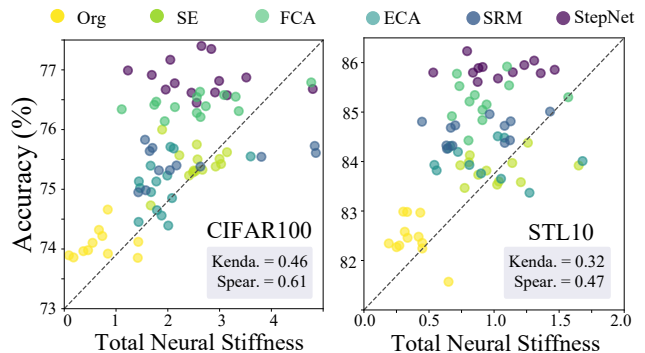 Org SE FCA ECA SRM StepNet
Accuracy (%)
77
76
75
74
73
0 1 2 3 4
CIFAR100
Kenda. = 0.46
Spear. = 0.61
Total Neural Stiffness
86
85
84
83
82
0.0 0.5 1.0 1.5 2.0
STL10
Kenda. = 0.32
Spear. = 0.47
Total Neural Stiffness